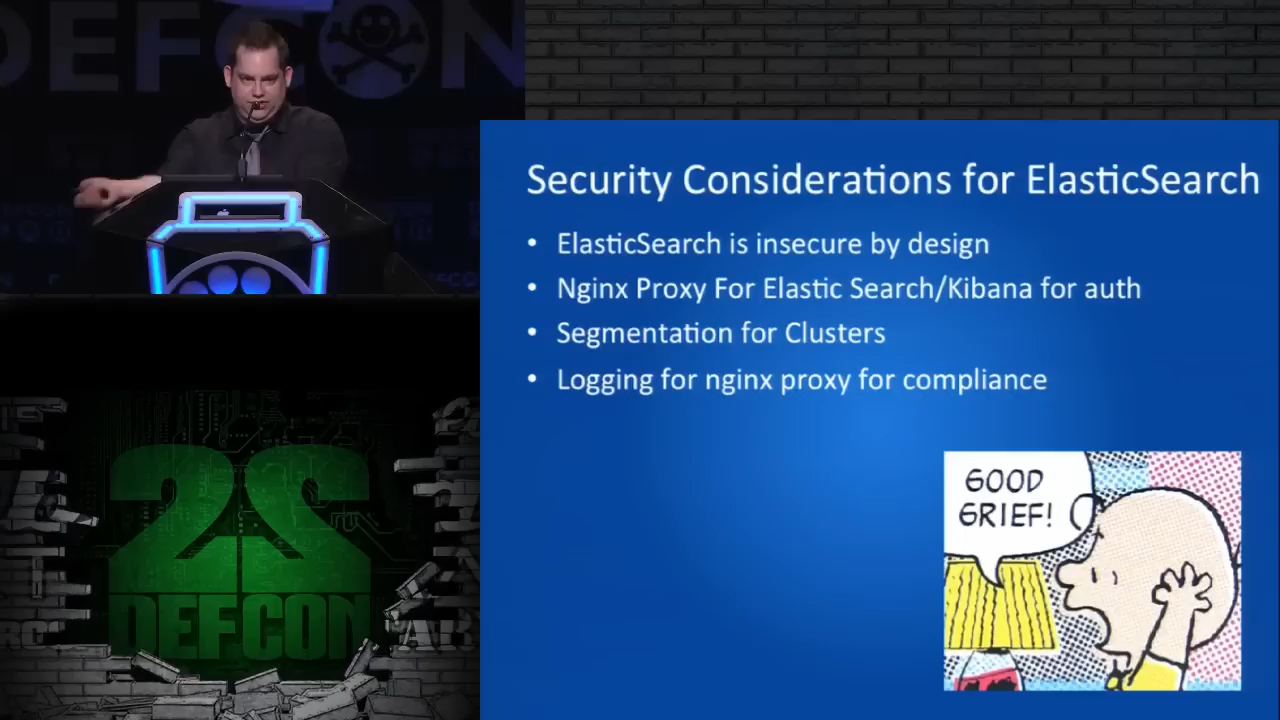 DEFCON
Security Considerations for ElasticSearch
• ElasticSearch is insecure by design
• Nginx Proxy For Elastic Search/Kibana for auth
• Segmentation for Clusters
• Logging for nginx proxy for compliance
GOOD
GRIEF!
22
DEFCON